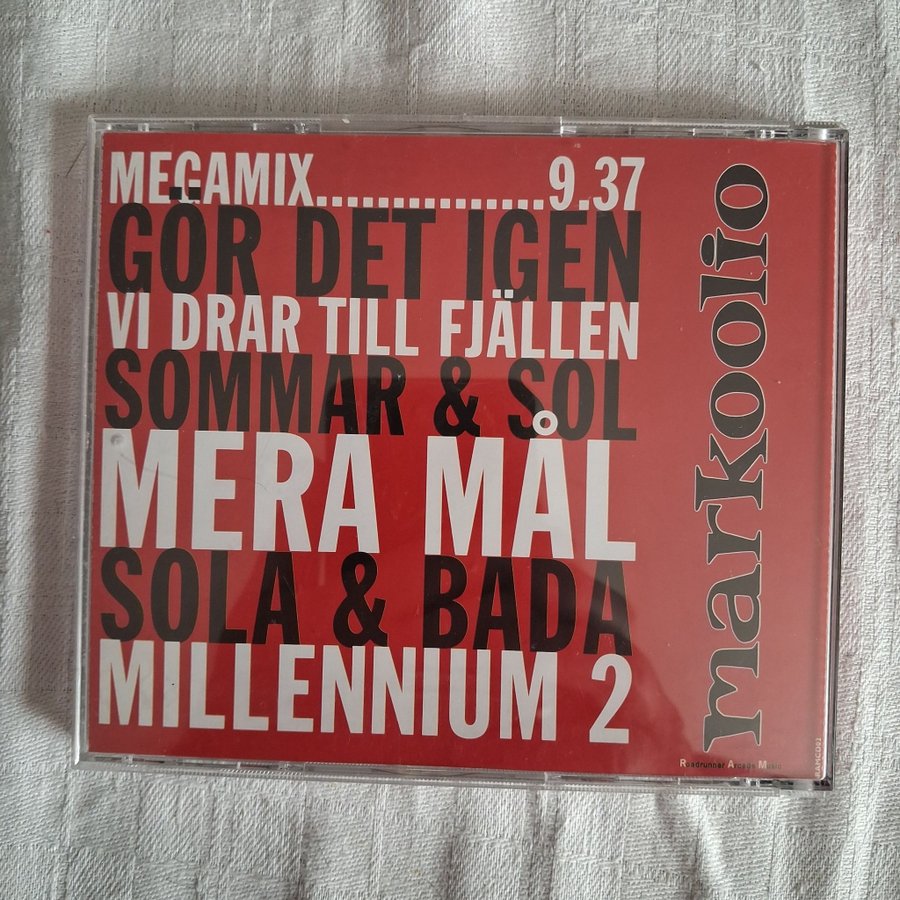 MEGAMIX...............9.37
GÖR DET IGEN
VI DRAR TILL FJÄLLEN
SOMMAR & SOL
MERA MÅL
SOLA & BADA
MILLENNIUM 2
markoolio
Roadrunner Arcade Music